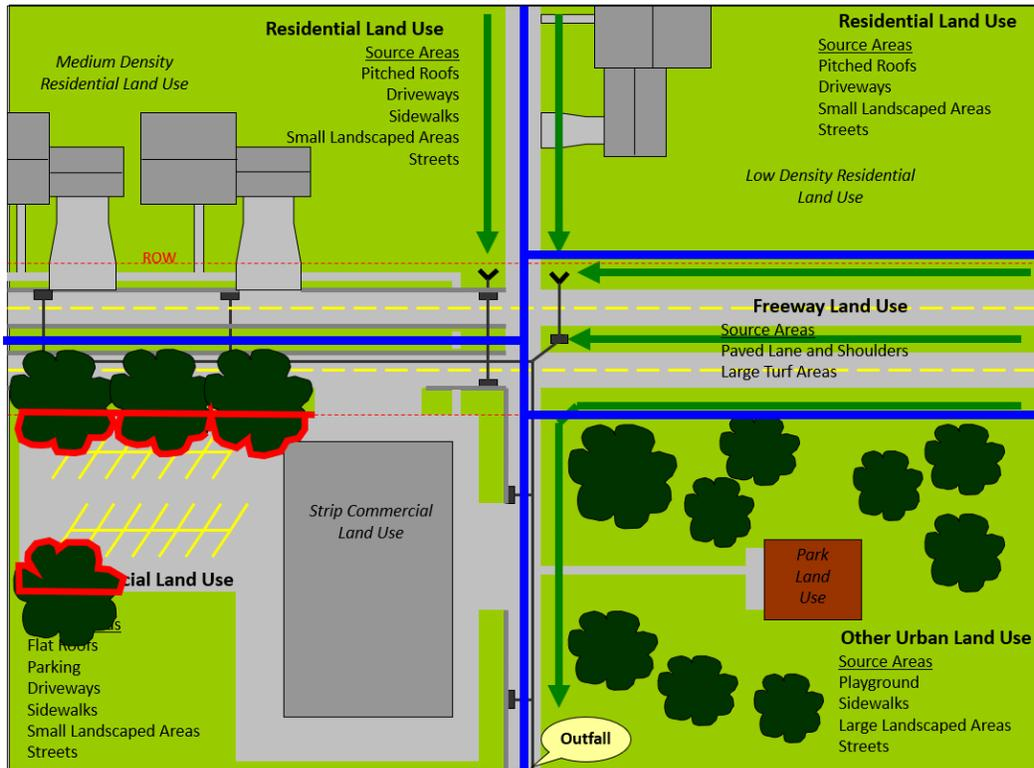 Residential Land Use
Source Areas
Pitched Roofs
Driveways
Sidewalks
Small Landscaped Areas
Streets
Medium Density
Residential Land Use
Residential Land Use
Source Areas
Pitched Roofs
Driveways
Small Landscaped Areas
Streets
Low Density Residential
Land Use
ROW
Freeway Land Use
Source Areas
Paved Lane and Shoulders
Large Turf Areas
Strip Commercial
Land Use
Land Use
Flat Roofs
Parking
Driveways
Sidewalks
Small Landscaped Areas
Streets
Park
Land
Use
Other Urban Land Use
Source Areas
Playground
Sidewalks
Large Landscaped Areas
Streets
Outfall